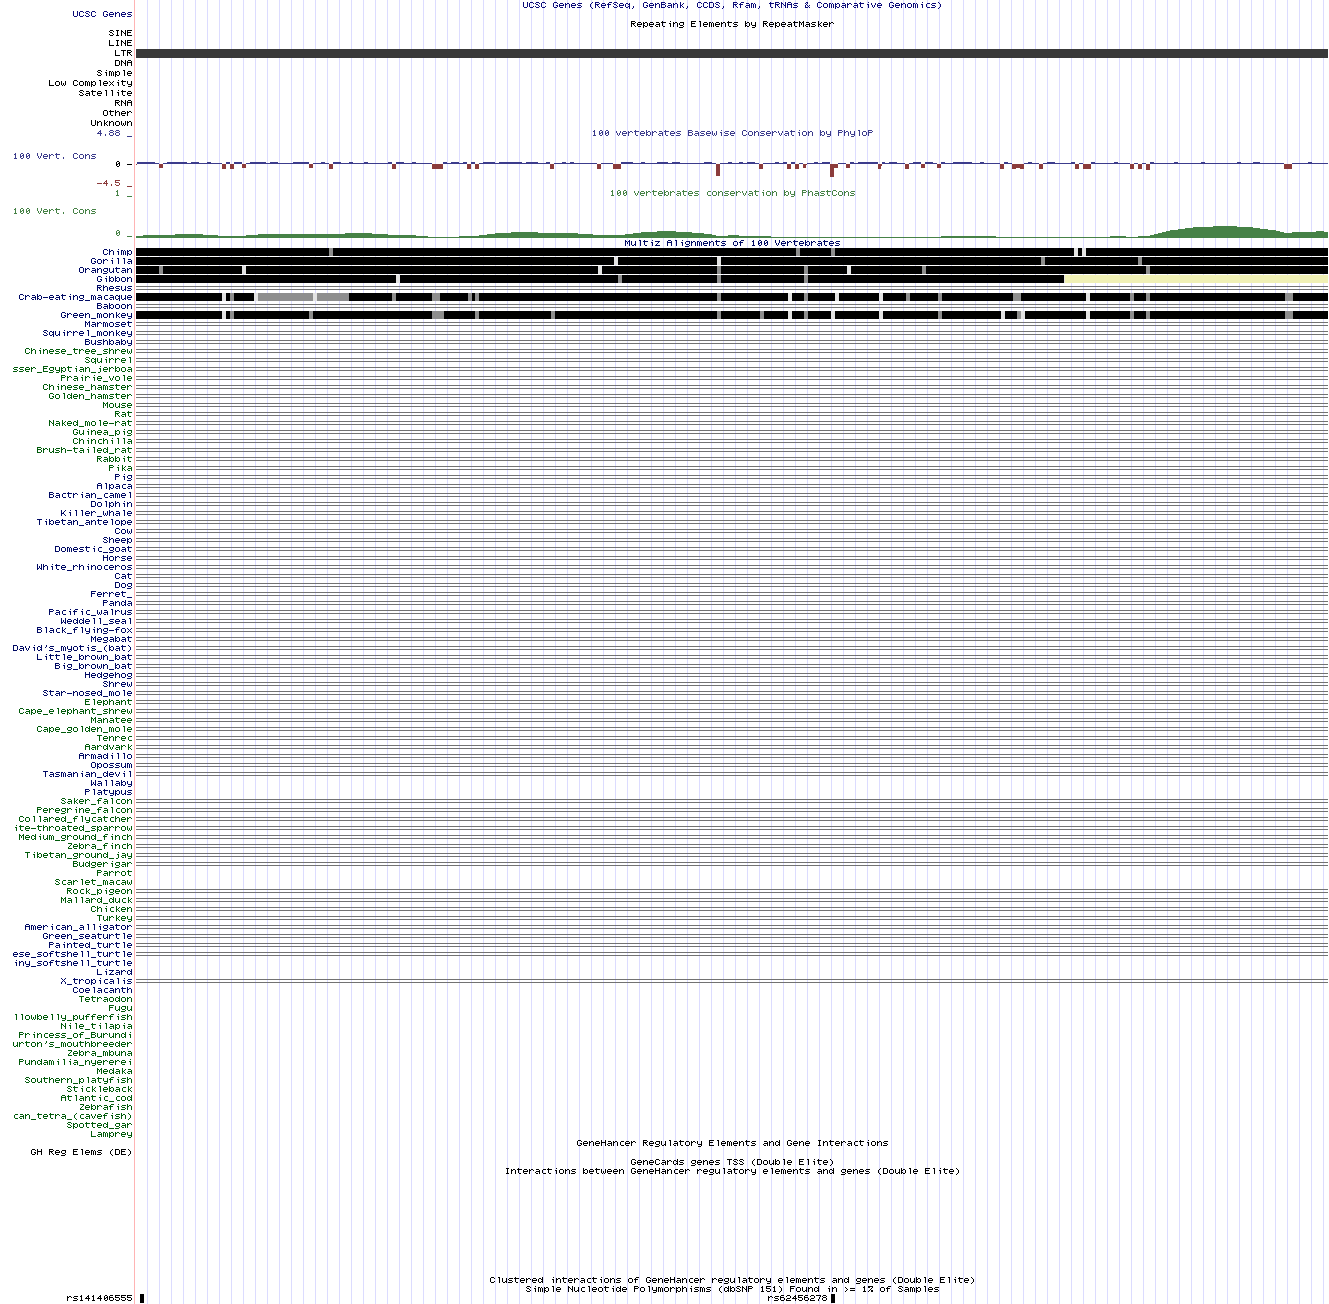 UCSC Genes (RefSeq, GenBank, CCDS, Rfam, tRNAs & Comparative Genomics)
UCSC Genes
Repeating Elements by RepeatMasker
SINE
LINE
LTR
DNA
Simple
Low Complexity
Satellite
RNA
Other
Unknown
4.88 _
100 vertebrates Basewise Conservation by PhyloP
100 Vert. Cons
0 -
-4.5 _
1 _
100 vertebrates conservation by PhastCons
100 Vert. Cons
0 _
Multiz Alignments of 100 Vertebrates
Chimp
Gorilla
Orangutan
Gibbon
Rhesus
Crab-eating_macaque
Baboon
Green_monkey
Marmoset
Squirrel_monkey
Bushbaby
Chinese_tree_shrew
Squirrel
sser_Egyptian_jerboa
Prairie_vole
Chinese_hamster
Golden_hamster
Mouse
Rat
Naked_mole-rat
Guinea_pig
Chinchilla
Brush-tailed_rat
Rabbit
Pika
Pig
Alpaca
Bactrian_camel
Dolphin
Killer_whale
Tibetan_antelope
Cow
Sheep
Domestic_goat
Horse
White_rhinoceros
Cat
Dog
Ferret_
Panda
Pacific_walrus
Weddell_seal
Black_flying-fox
Megabat
David's_myotis_(bat)
Little_brown_bat
Big_brown_bat
Hedgehog
Shrew
Star-nosed_mole
Elephant
Cape_elephant_shrew
Manatee
Cape_golden_mole
Tenrec
Aardvark
Armadillo
Opossum
Tasmanian_devil
Wallaby
Platypus
Saker_falcon
Peregrine_falcon
Collared_flycatcher
ite-throated_sparrow
Medium_ground_finch
Zebra_finch
Tibetan_ground_jay
Budgerigar
Parrot
Scarlet_macaw
Rock_pigeon
Mallard_duck
Chicken
Turkey
American_alligator
Green_seaturtle
Painted_turtle
ese_softshell_turtle
iny_softshell_turtle
Lizard
X_tropicalis
Coelacanth
Tetraodon
Fugu
llowbelly_pufferfish
Nile_tilapia
Princess_of_Burundi
urton's_mouthbreeder
Zebra_mbuna
Pundamilia_nyererei
Medaka
Southern_platyfish
Stickleback
Atlantic_cod
Zebrafish
can_tetra_(cavefish)
Spotted_gar
Lamprey
GeneHancer Regulatory Elements and Gene Interactions
GH Reg Elems (DE)
GeneCards genes TSS (Double Elite)
Interactions between GeneHancer regulatory elements and genes (Double Elite)
Clustered interactions of GeneHancer regulatory elements and genes (Double Elite)
Simple Nucleotide Polymorphisms (dbSNP 151) Found in >= 1% of Samples
rs141406555 rs62456278